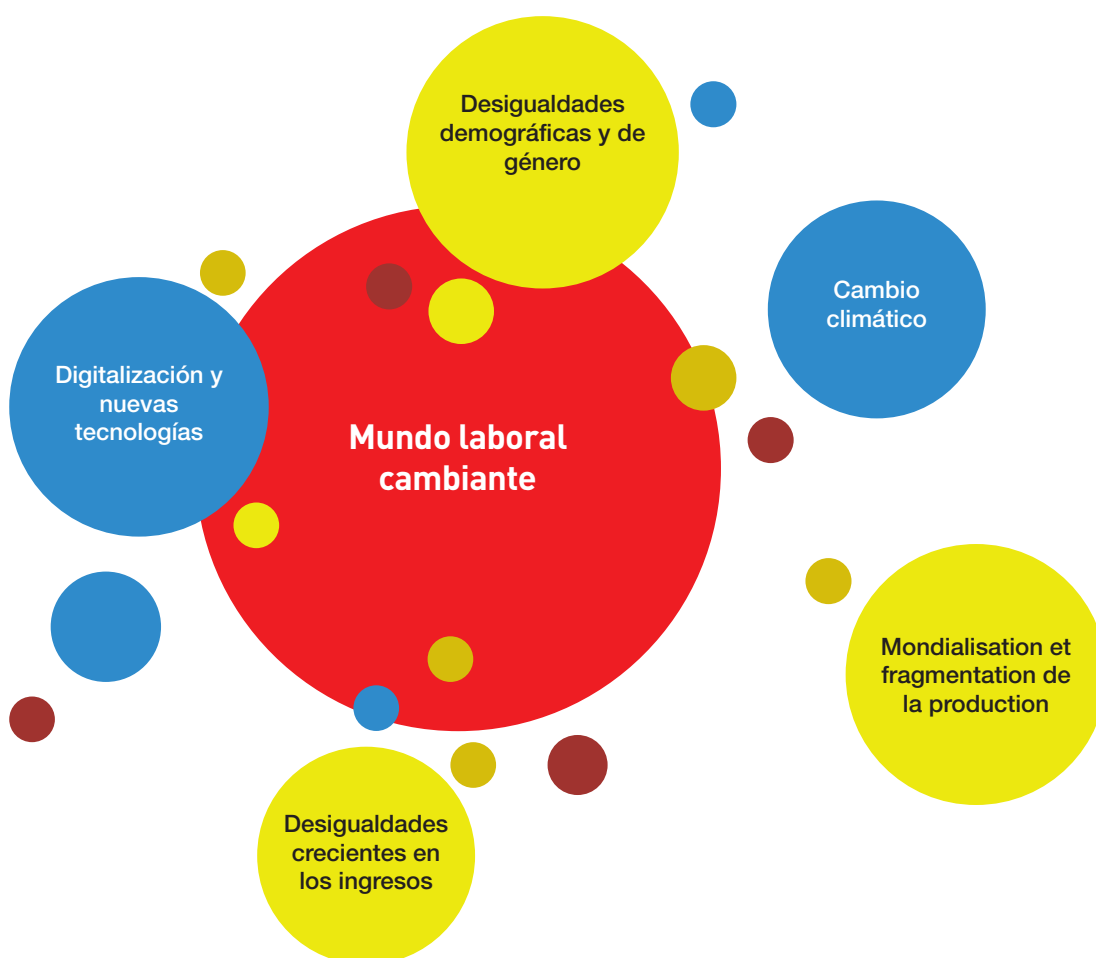 Desigualdades
demográficas y de
género
Cambio
climático
Digitalización y
nuevas
tecnologías
Mundo laboral
cambiante
Mondialisation et
fragmentation de
la production
Desigualdades
crecientes en
los ingresos